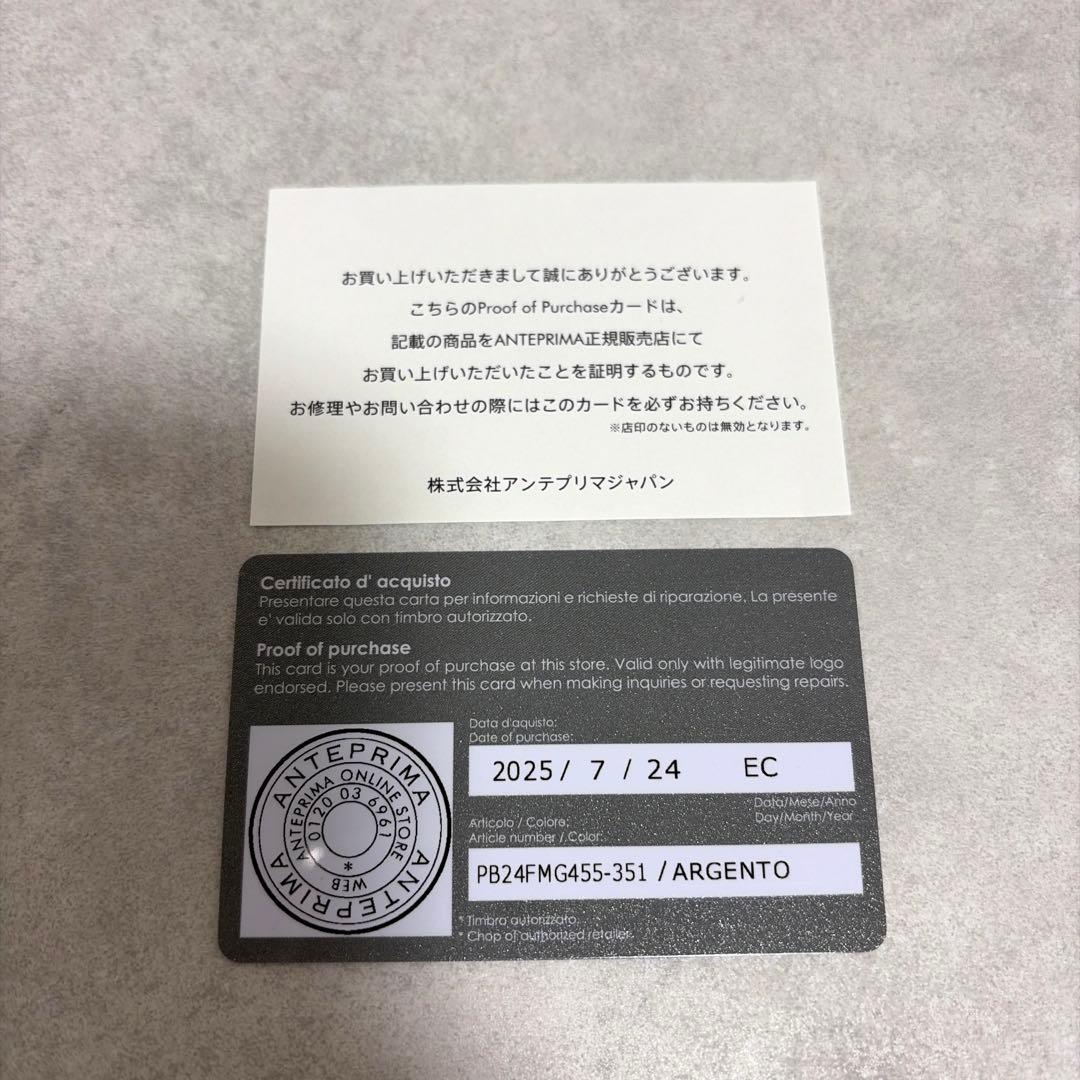 お買い上げいただきまして誠にありがとうございます。
こちらのProof of Purchaseカードは、
記載の商品をANTEPRIMA正規販売店にて
お買い上げいただいたことを証明するものです。
お修理やお問い合わせの際にはこのカードを必ずお持ちください。
※店印のないものは無効となります。
株式会社アンテプリマジャパン
Certificato d' acquisto
Presentare questa carta per informazioni e richieste di riparazione. La presente
e' valida solo con timbro autorizzato.
Proof of purchase
This card is your proof of purchase at this store. Valid only with legitimate logo
endorsed. Please present this card when making inquiries or requesting repairs.
ANTEPRIMA
ANTEPRIMA
ANTEPRIMA ONLINE STORE
0120 03 6961
WEB
*
Data d'aquisto:
Date of purchase:
2025/ 7 / 24 EC
Data/Mese/Anno
Day/Month/Year
Articolo / Colore:
Article number / Color:
PB24FMG455-351 / ARGENTO
* Timbro autorizzato.
* Chop of authorized retailer.